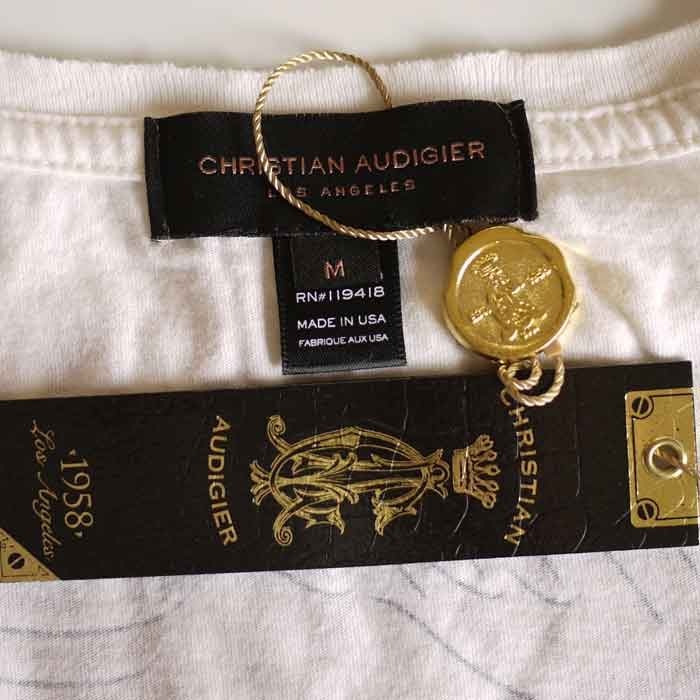 CHRISTIAN AUDIGIER
LOS ANGELES
M
RN#119418
MADE IN USA
FABRIQUE AUX USA
CHRISTIAN
AUDIGIER
'1958'
Los Angeles